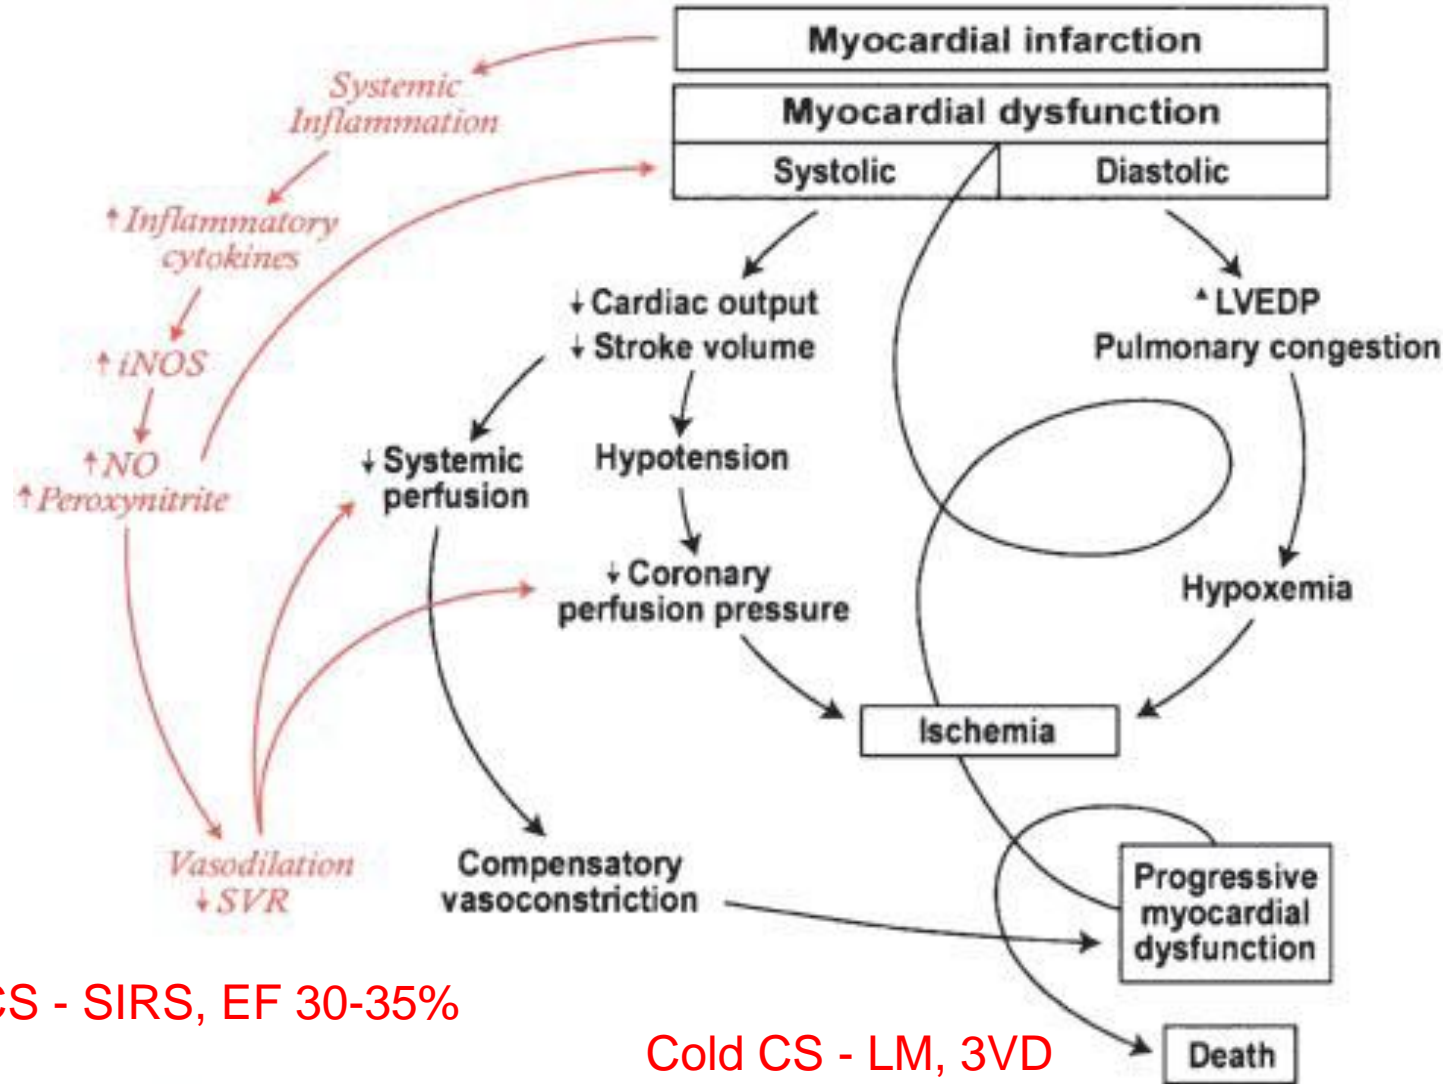 Myocardial infarction
Systemic
Inflammation
Myocardial dysfunction
Systolic
Diastolic
↑ Inflammatory
cytokines
↓ Cardiac output
↓ Stroke volume
▲ LVEDP
Pulmonary congestion
↑ iNOS
↑ NO
↑ Peroxynitrite
↓ Systemic
perfusion
Hypotension
↓ Coronary
perfusion pressure
Hypoxemia
Ischemia
Vasodilation
↓ SVR
Compensatory
vasoconstriction
Progressive
myocardial
dysfunction
CS - SIRS, EF 30-35%
Cold CS - LM, 3VD
Death